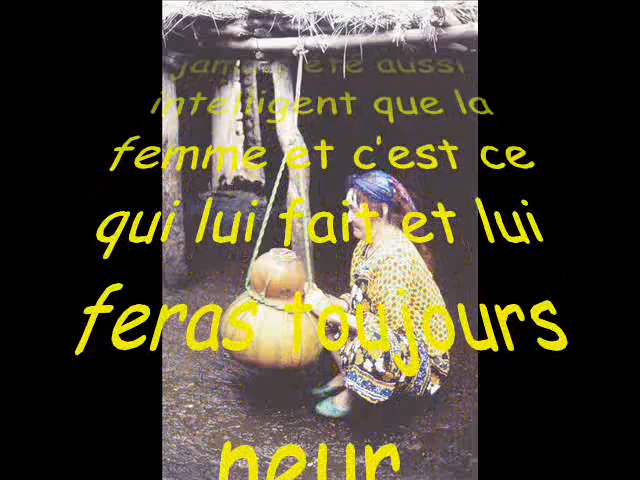 jamais été aussi
intelligent que la
femme et c'est ce
qui lui fait et lui
feras toujours
peur